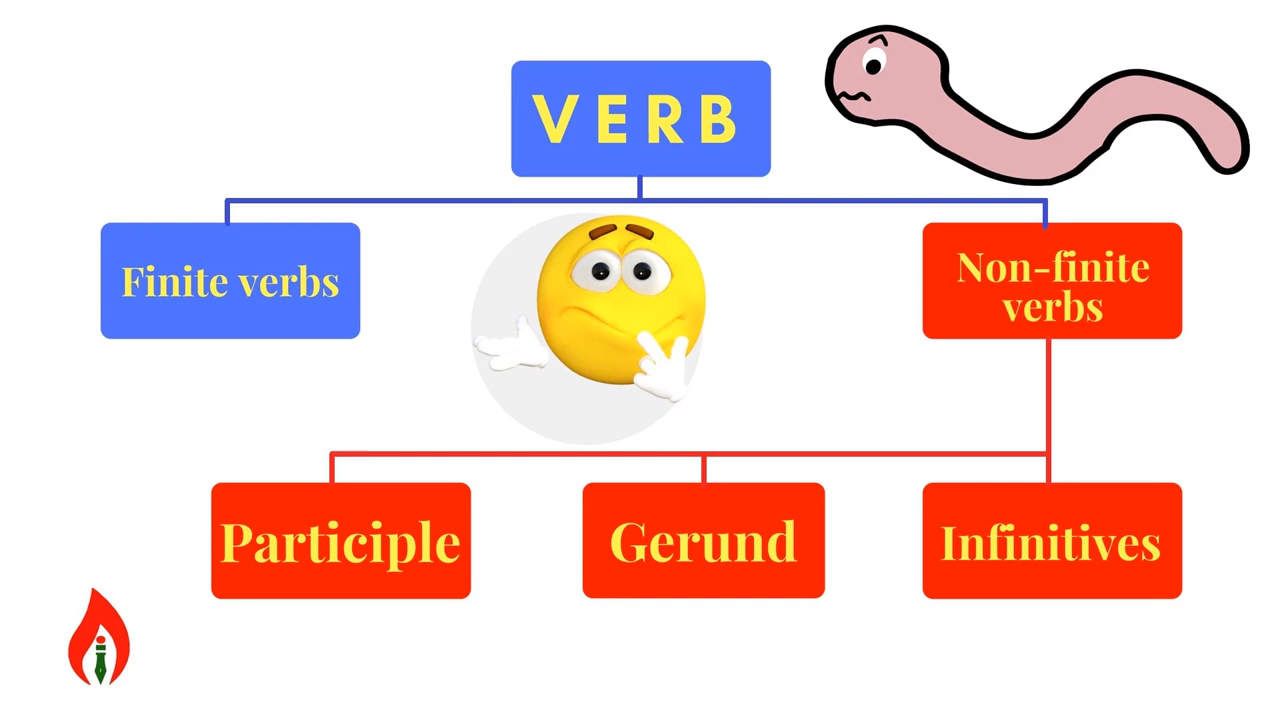 VERB
Finite verbs
Non-finite
verbs
Participle
Gerund
Infinitives